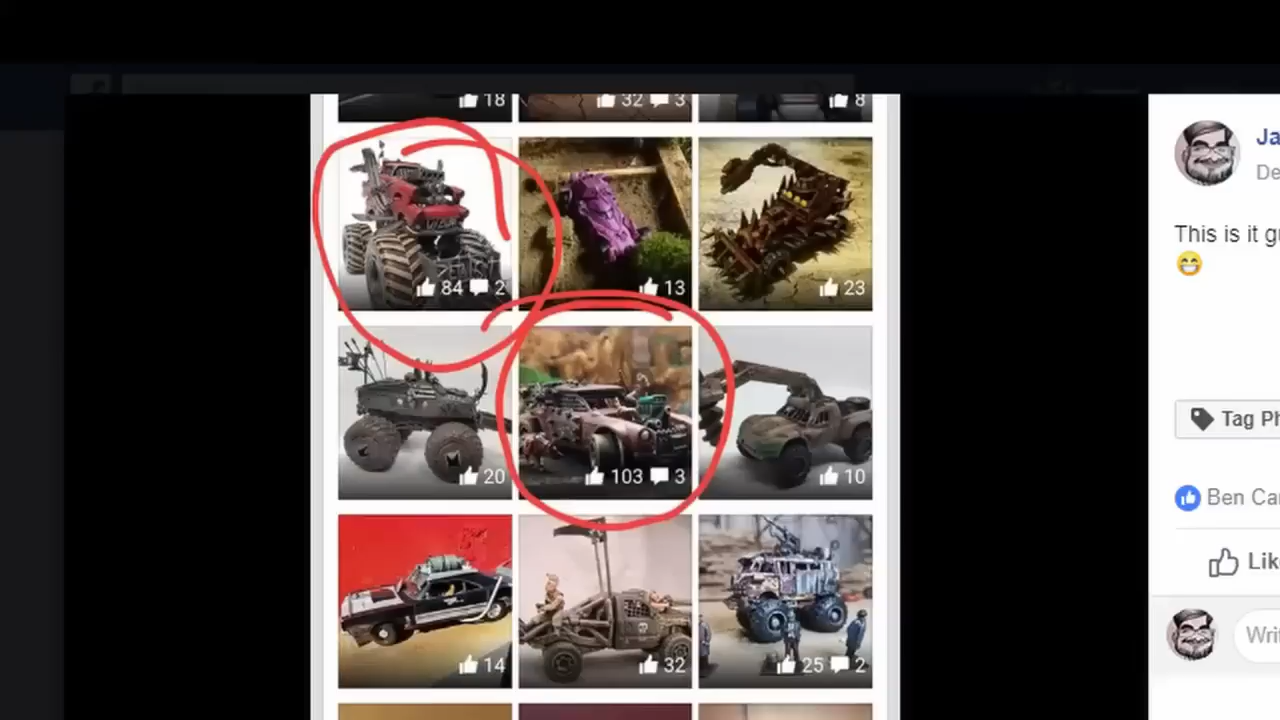 18
32 3
8
84 2
13
23
20
103 3
10
14
32
25 2
Ja
De
This is it g
Tag Ph
Ben Ca
Lik
Writ